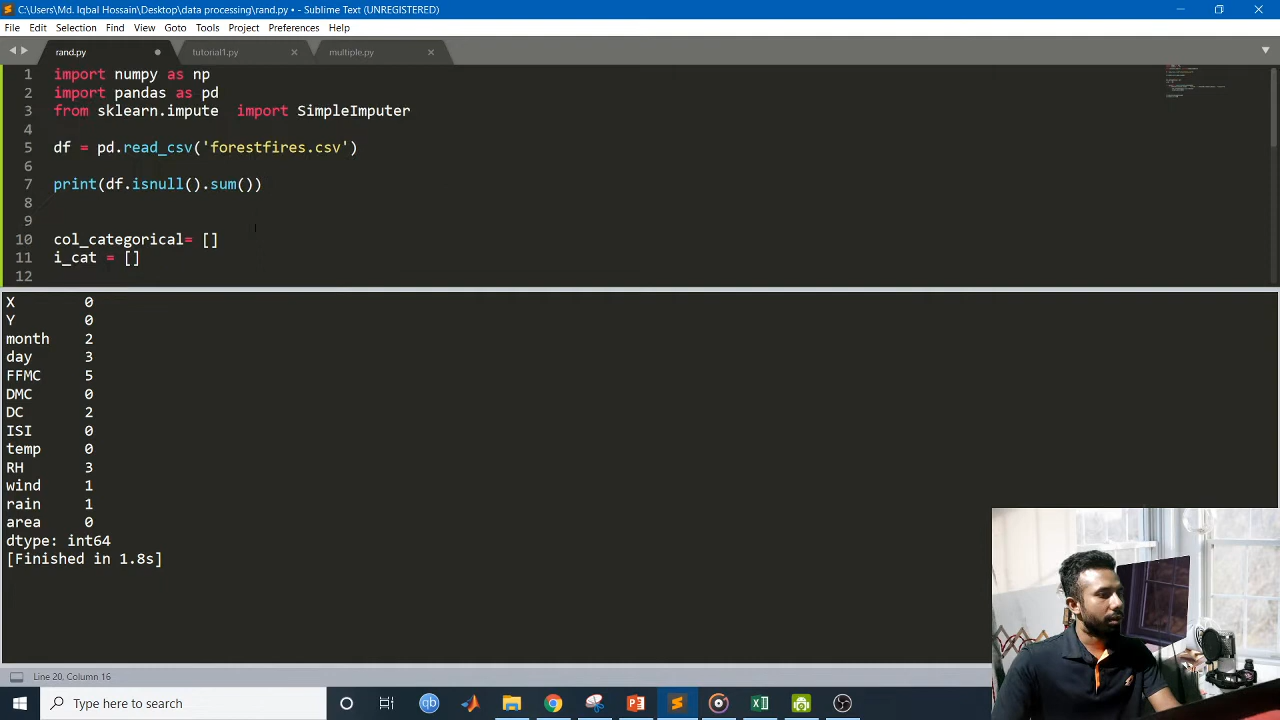 C:\Users\Md. Iqbal Hossain\Desktop\data processing\rand.py • - Sublime Text (UNREGISTERED)
File Edit Selection Find View Goto Tools Project Preferences Help
rand.py tutorial1.py multiple.py
1 import numpy as np
2 import pandas as pd
3 from sklearn.impute  import SimpleImputer
4
5 df = pd.read_csv('forestfires.csv')
6
7 print(df.isnull().sum())
8
9
10 col_categorical= []
11 i_cat = []
12
X 0
Y 0
month 2
day 3
FFMC 5
DMC 0
DC 2
ISI 0
temp 0
RH 3
wind 1
rain 1
area 0
dtype: int64
[Finished in 1.8s]
Line 20, Column 16
Type here to search